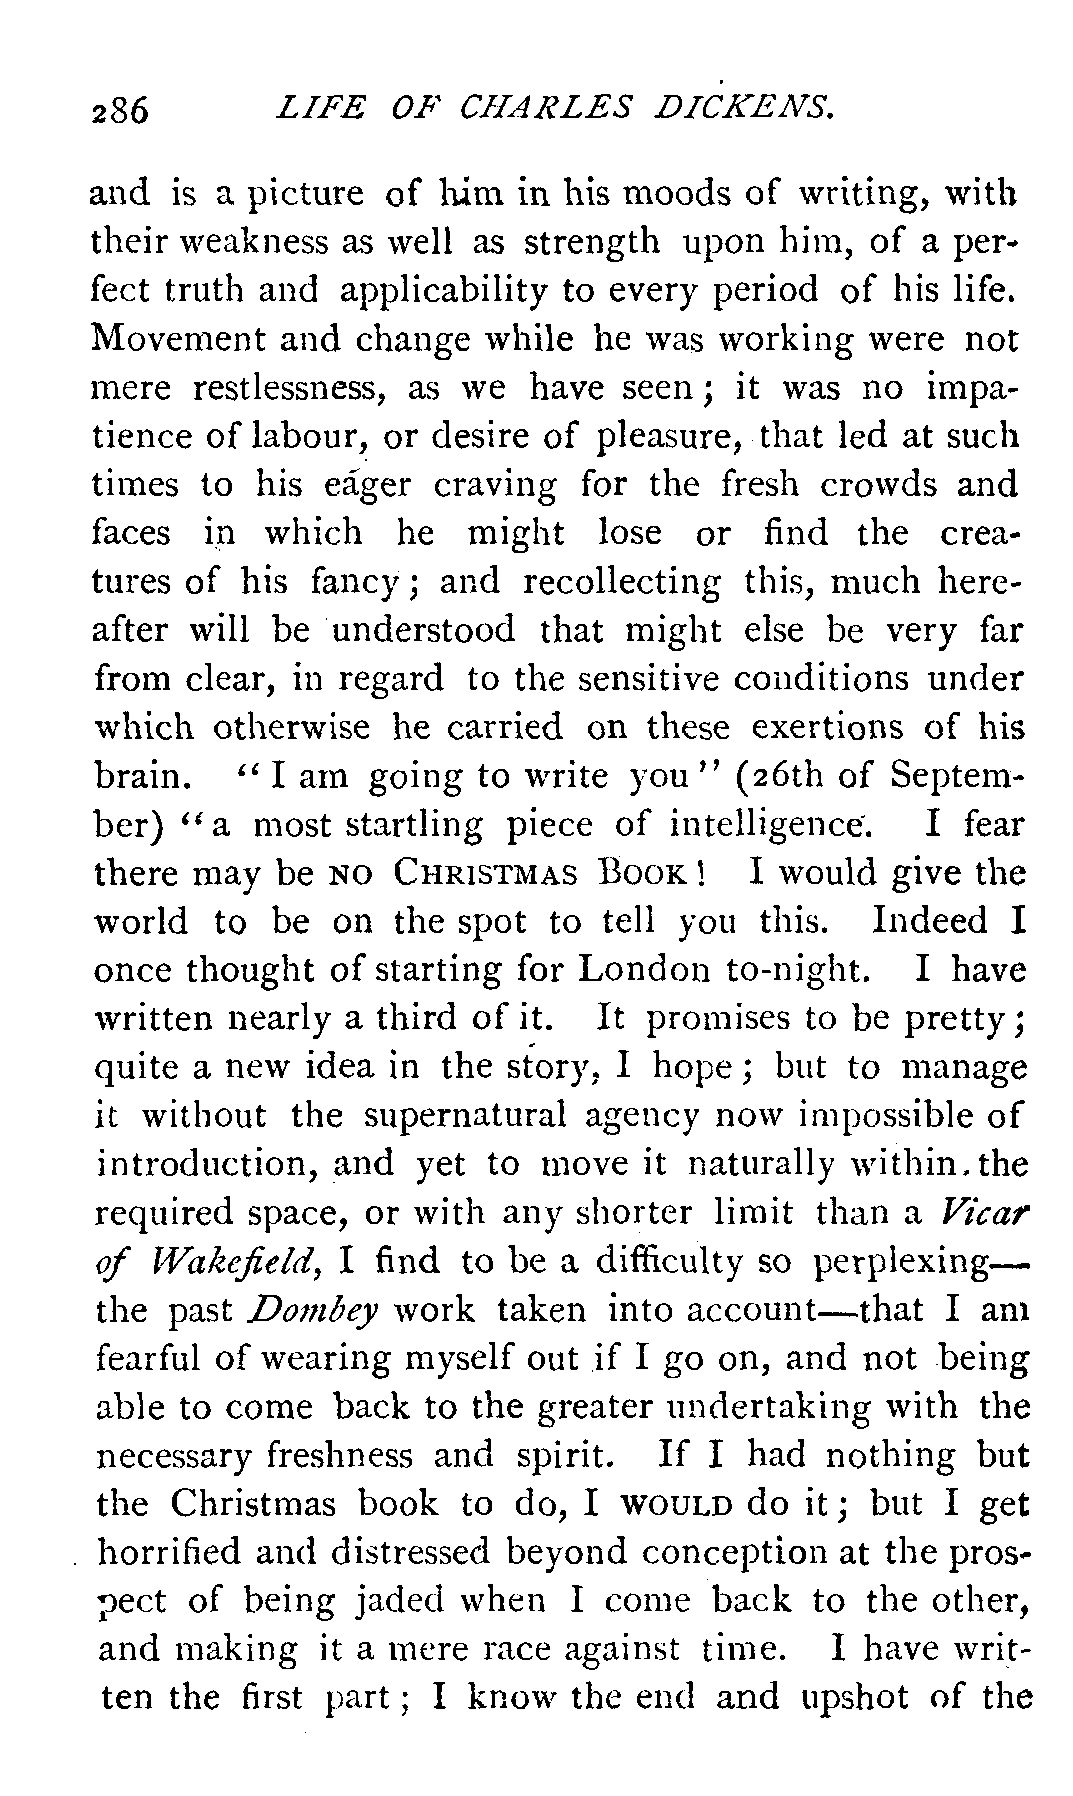 286 LIFE OF CHARLES DICKENS.
and is a picture of him in his moods of writing, with
their weakness as well as strength upon him, of a per-
fect truth and applicability to every period of his life.
Movement and change while he was working were not
mere restlessness, as we have seen; it was no impa-
tience of labour, or desire of pleasure, that led at such
times to his eager craving for the fresh crowds and
faces in which he might lose or find the crea-
tures of his fancy; and recollecting this, much here-
after will be understood that might else be very far
from clear, in regard to the sensitive conditions under
which otherwise he carried on these exertions of his
brain. “I am going to write you” (26th of Septem-
ber) “a most startling piece of intelligence. I fear
there may be NO CHRISTMAS BOOK! I would give the
world to be on the spot to tell you this. Indeed I
once thought of starting for London to-night. I have
written nearly a third of it. It promises to be pretty;
quite a new idea in the story, I hope; but to manage
it without the supernatural agency now impossible of
introduction, and yet to move it naturally within the
required space, or with any shorter limit than a Vicar
of Wakefield, I find to be a difficulty so perplexing—
the past Dombey work taken into account—that I am
fearful of wearing myself out if I go on, and not being
able to come back to the greater undertaking with the
necessary freshness and spirit. If I had nothing but
the Christmas book to do, I WOULD do it; but I get
horrified and distressed beyond conception at the pros-
pect of being jaded when I come back to the other,
and making it a mere race against time. I have writ-
ten the first part; I know the end and upshot of the